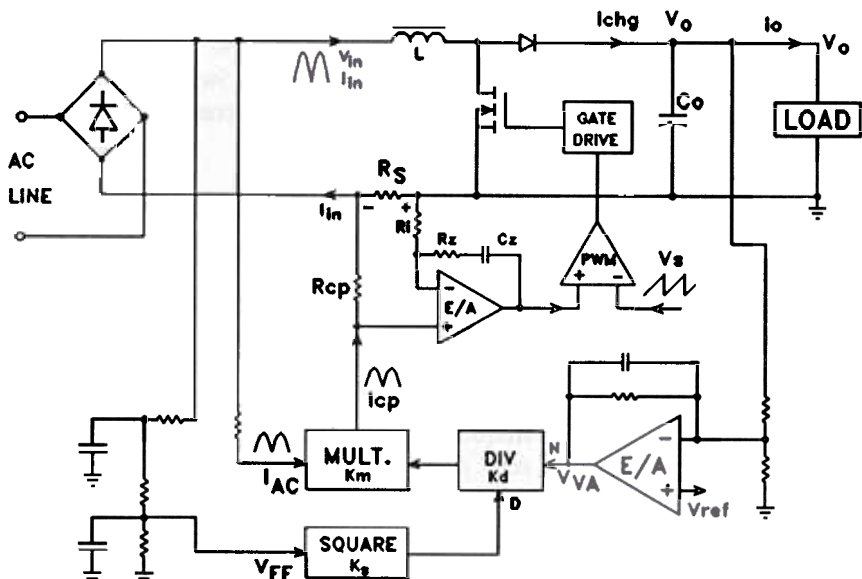 Ichg
Vo
io
Vo
Vin
Iin
L
Co
GATE
DRIVE
LOAD
AC
LINE
RS
Iin
- +
Ri
Rz
Cz
PWM
+ -
Vs
Rcp
-
E/A
+
icp
MULT.
Km
DIV
Kd
N
VVA
E/A
-
+
IAC
D
Vref
VFF
SQUARE
Ks